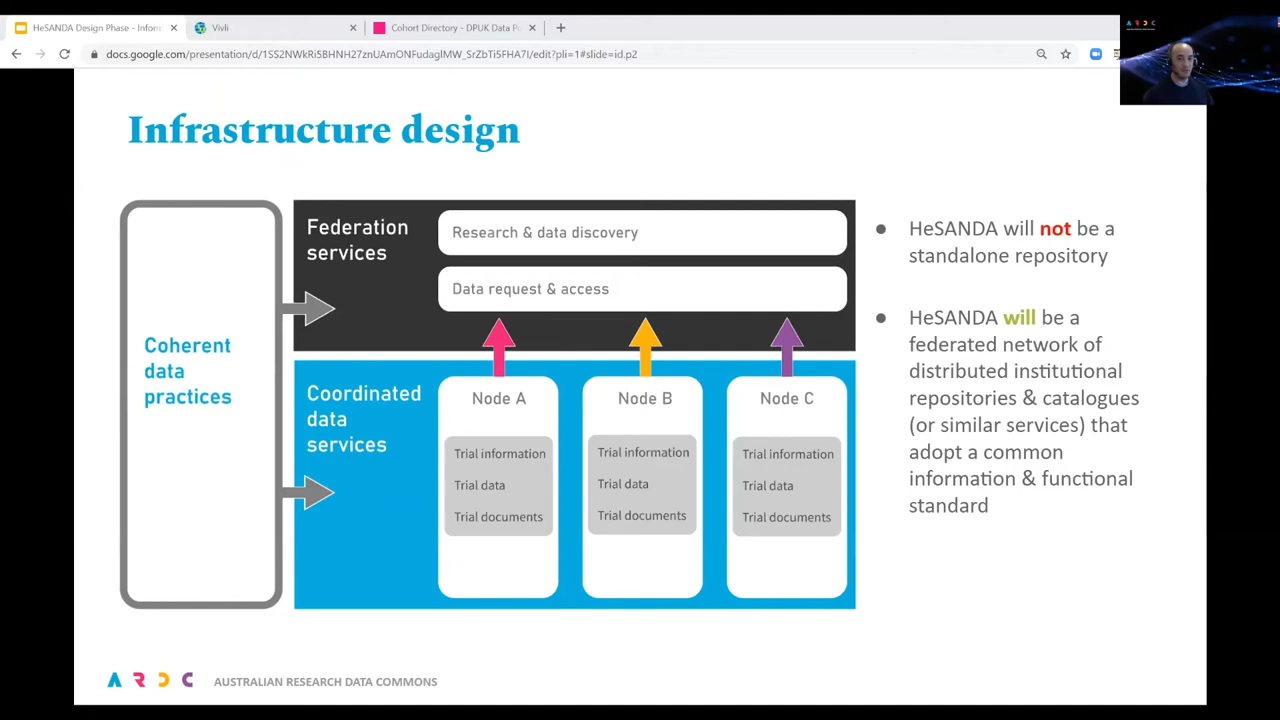 HeSANDA Design Phase - Inform
Vivli
Cohort Directory - DPUK Data Po
docs.google.com/presentation/d/1SS2NWkRi5BHNH27znUAmONFudaglMW_SrZbTi5FHA7I/edit?pli=1#slide=id.p2
A R D C
Infrastructure design
Federation
services
Research & data discovery
Data request & access
Coherent
data
practices
Coordinated
data
services
Node A
Trial information
Trial data
Trial documents
Node B
Trial information
Trial data
Trial documents
Node C
Trial information
Trial data
Trial documents
● HeSANDA will not be a
standalone repository
● HeSANDA will be a
federated network of
distributed institutional
repositories & catalogues
(or similar services) that
adopt a common
information & functional
standard
A R D C AUSTRALIAN RESEARCH DATA COMMONS